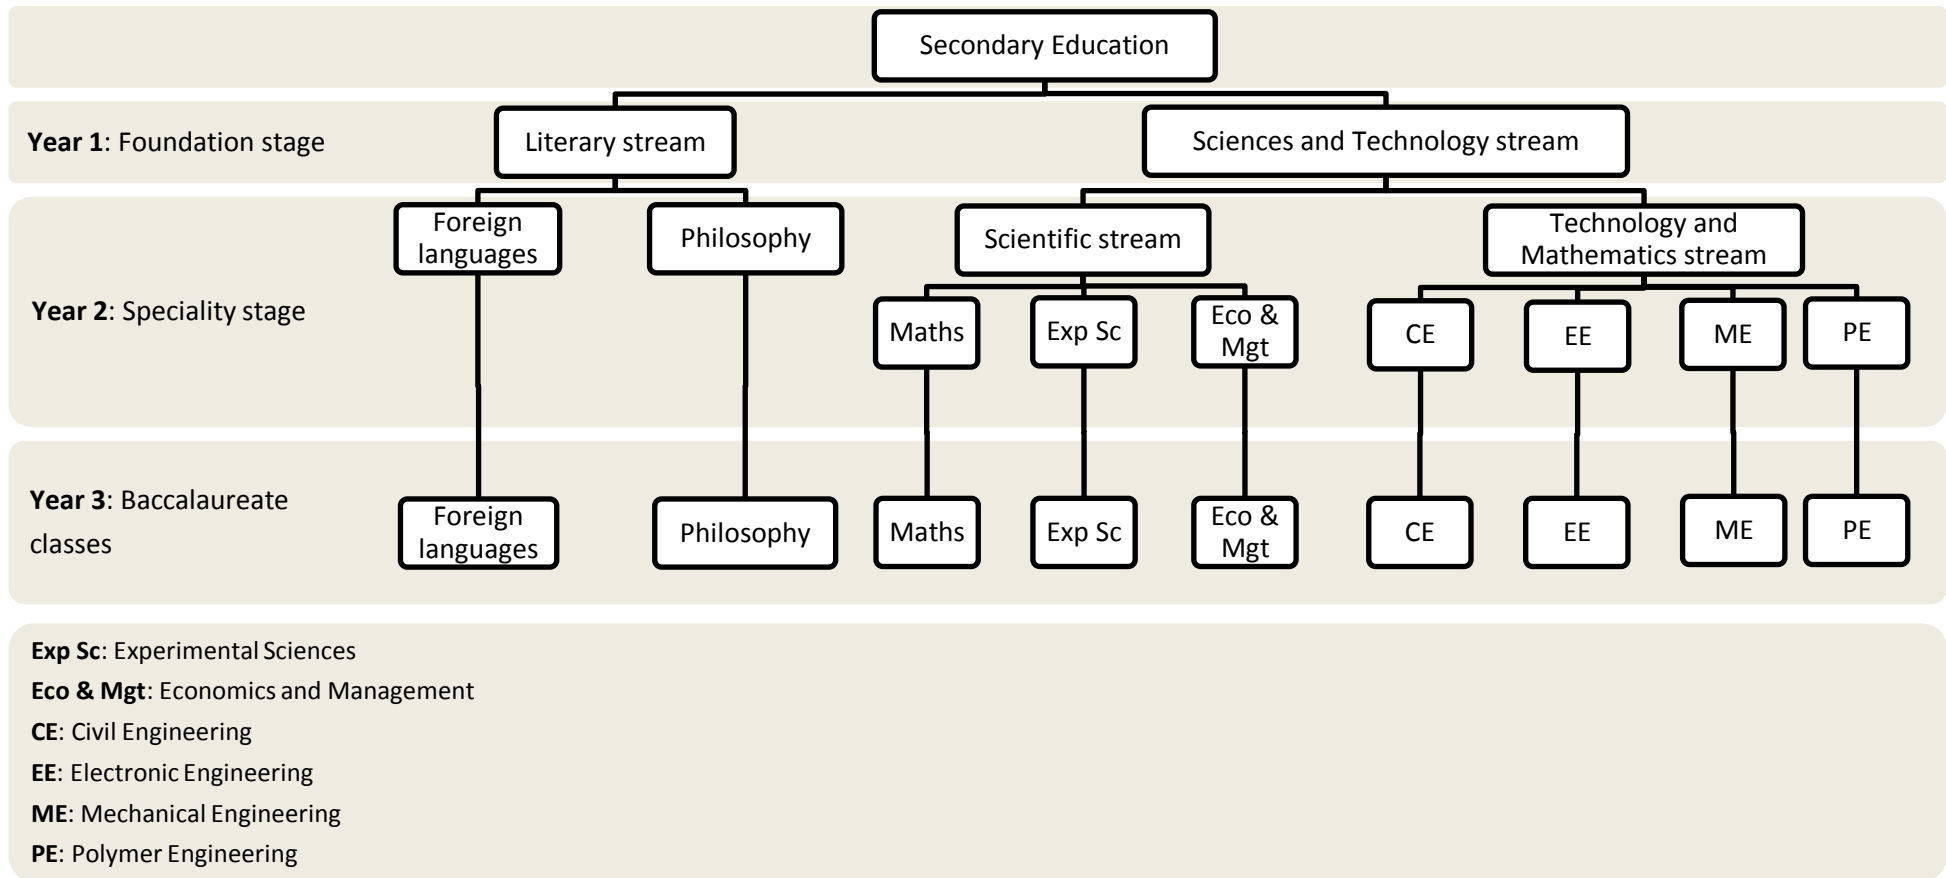 Secondary Education
Year 1: Foundation stage
Literary stream
Sciences and Technology stream
Year 2: Speciality stage
Foreign
languages
Philosophy
Scientific stream
Technology and
Mathematics stream
Maths
Exp Sc
Eco &
Mgt
CE
EE
ME
PE
Year 3: Baccalaureate
classes
Foreign
languages
Philosophy
Maths
Exp Sc
Eco &
Mgt
CE
EE
ME
PE
Exp Sc: Experimental Sciences
Eco & Mgt: Economics and Management
CE: Civil Engineering
EE: Electronic Engineering
ME: Mechanical Engineering
PE: Polymer Engineering